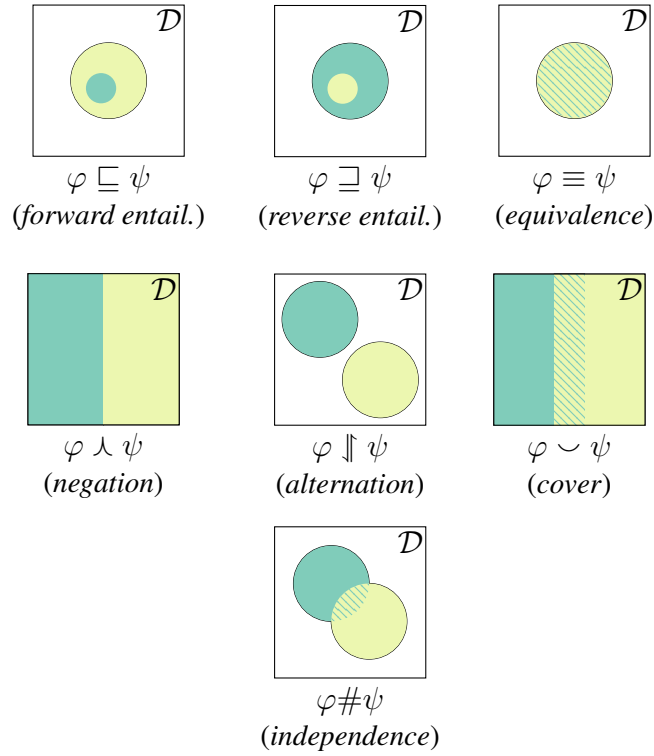 𝒟 𝒟 𝒟
φ ⊑ ψ φ ⊒ ψ φ ≡ ψ
(forward entail.) (reverse entail.) (equivalence)
𝒟 𝒟 𝒟
φ ⋏ ψ φ ⥯ ψ φ ⌣ ψ
(negation) (alternation) (cover)
𝒟
φ#ψ
(independence)